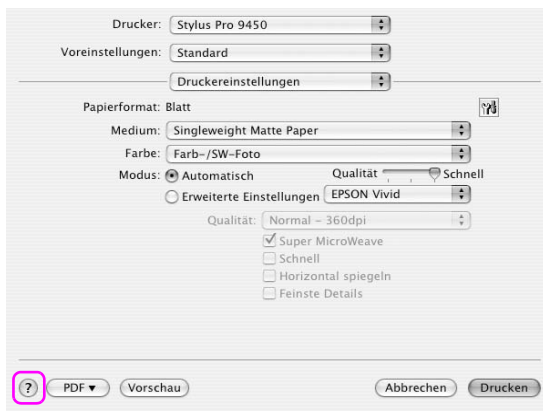 Drucker: Stylus Pro 9450
Voreinstellungen: Standard
Druckereinstellungen
Papierformat: Blatt
Medium: Singleweight Matte Paper
Farbe: Farb-/SW-Foto
Modus: Automatisch Qualität Schnell
Erweiterte Einstellungen EPSON Vivid
Qualität: Normal – 360dpi
Super MicroWeave
Schnell
Horizontal spiegeln
Feinste Details
? PDF Vorschau Abbrechen Drucken